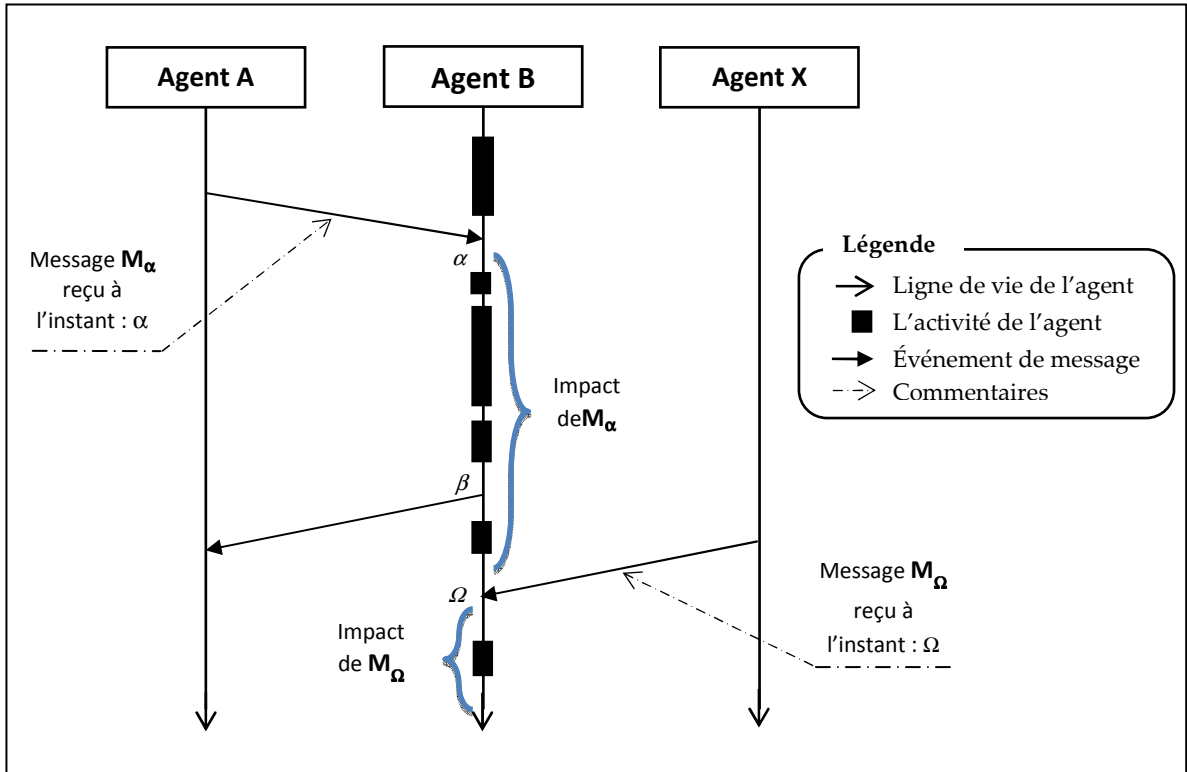 Agent A
Agent B
Agent X
Message Mα
reçu à
l'instant : α
α
Légende
Ligne de vie de l'agent
L'activité de l'agent
Événement de message
Commentaires
Impact
deMα
β
Ω
Message MΩ
reçu à
l'instant : Ω
Impact
de MΩ